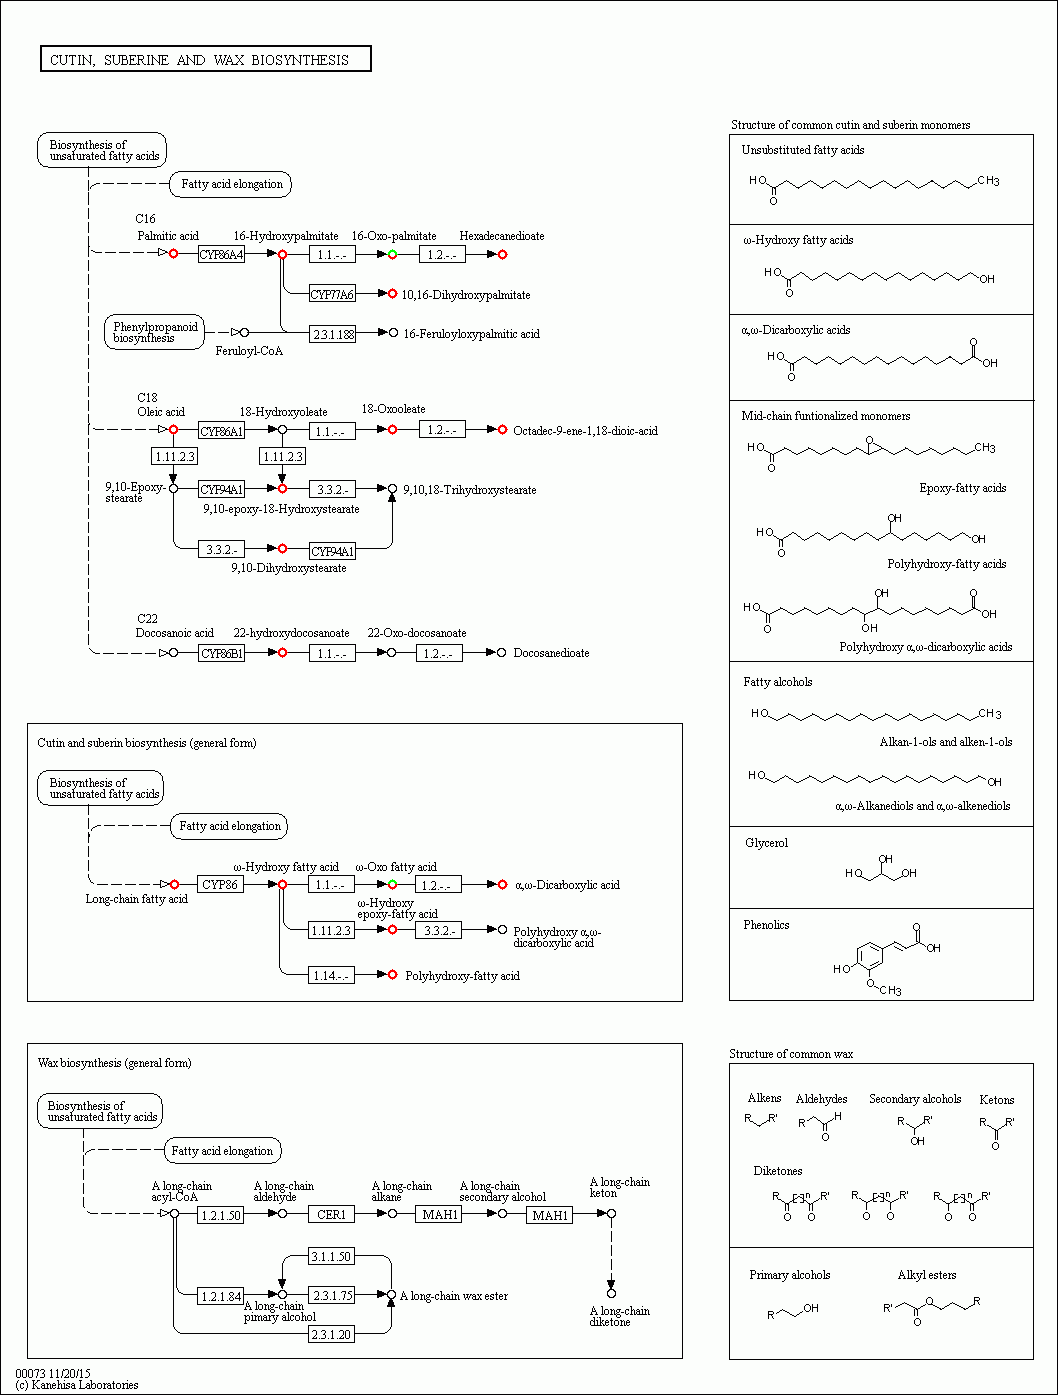 CUTIN, SUBERINE AND WAX BIOSYNTHESIS
Biosynthesis of
unsaturated fatty acids
Fatty acid elongation
C16
Palmitic acid
16-Hydroxypalmitate
16-Oxo-palmitate
Hexadecanedioate
CYP86A4
1.1.-.-
1.2.-.-
CYP77A6
10,16-Dihydroxypalmitate
Phenylpropanoid
biosynthesis
Feruloyl-CoA
2.3.1.188
16-Feruloyloxypalmitic acid
C18
Oleic acid
18-Hydroxyoleate
18-Oxooleate
CYP86A1
1.1.-.-
1.2.-.-
Octadec-9-ene-1,18-dioic-acid
1.11.2.3
1.11.2.3
9,10-Epoxy-
stearate
CYP94A1
3.3.2.-
9,10,18-Trihydroxystearate
9,10-epoxy-18-Hydroxystearate
3.3.2.-
CYP94A1
9,10-Dihydroxystearate
C22
Docosanoic acid
22-hydroxydocosanoate
22-Oxo-docosanoate
CYP86B1
1.1.-.-
1.2.-.-
Docosanedioate
Cutin and suberin biosynthesis (general form)
Biosynthesis of
unsaturated fatty acids
Fatty acid elongation
ω-Hydroxy fatty acid
ω-Oxo fatty acid
Long-chain fatty acid
CYP86
1.1.-.-
1.2.-.-
α,ω-Dicarboxylic acid
ω-Hydroxy
epoxy-fatty acid
1.11.2.3
3.3.2.-
Polyhydroxy α,ω-
dicarboxylic acid
1.14.-.-
Polyhydroxy-fatty acid
Wax biosynthesis (general form)
Biosynthesis of
unsaturated fatty acids
Fatty acid elongation
A long-chain
acyl-CoA
A long-chain
aldehyde
A long-chain
alkane
A long-chain
secondary alcohol
A long-chain
keton
1.2.1.50
CER1
MAH1
MAH1
3.1.1.50
1.2.1.84
A long-chain
pimary alcohol
2.3.1.75
A long-chain wax ester
2.3.1.20
A long-chain
diketone
00073 11/20/15
(c) Kanehisa Laboratories
Structure of common cutin and suberin monomers
Unsubstituted fatty acids
HO
O
CH3
ω-Hydroxy fatty acids
HO
O
OH
α,ω-Dicarboxylic acids
HO
O
O
OH
Mid-chain funtionalized monomers
HO
O
O
CH3
Epoxy-fatty acids
HO
O
OH
OH
Polyhydroxy-fatty acids
HO
O
OH
OH
O
OH
Polyhydroxy α,ω-dicarboxylic acids
Fatty alcohols
HO
CH3
Alkan-1-ols and alken-1-ols
HO
OH
α,ω-Alkanediols and α,ω-alkenediols
Glycerol
OH
HO
OH
Phenolics
O
OH
HO
O
CH3
Structure of common wax
Alkens
Aldehydes
Secondary alcohols
Ketons
R
R'
R
H
O
R
R'
OH
R
R'
O
Diketones
R
[ ]n
R'
O
O
R
[ ]n
R'
O
O
R
[ ]n
R'
O
O
Primary alcohols
Alkyl esters
R
OH
R'
O
O
R